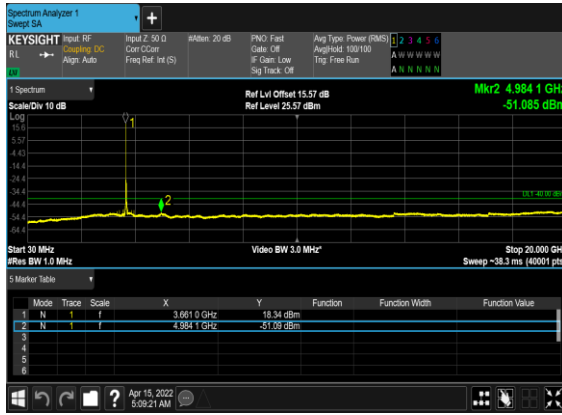 Spectrum Analyzer 1
Swept SA
+
KEYSIGHT Input: RF Input Z: 50 Ω #Atten: 20 dB PNO: Fast Avg Type: Power (RMS) 1 2 3 4 5 6
RL Coupling: DC Corr CCorr Gate: Off Avg|Hold: 100/100 A W W W W W
Align: Auto Freq Ref: Int (S) IF Gain: Low Trig: Free Run
Sig Track: Off A N N N N N
1 Spectrum Ref Lvl Offset 15.57 dB Mkr2 4.984 1 GHz
Scale/Div 10 dB Ref Level 25.57 dBm -51.085 dBm
Log
15.6
5.57
-4.43
-14.4
-24.4
-34.4
-44.4
-54.4
-64.4
1
2
DL1 -40.00 dBm
Start 30 MHz Video BW 3.0 MHz* Stop 20.000 GHz
#Res BW 1.0 MHz Sweep ~38.3 ms (40001 pts)
5 Marker Table
Mode Trace Scale X Y Function Function Width Function Value
1 N 1 f 3.661 0 GHz 18.34 dBm
2 N 1 f 4.984 1 GHz -51.09 dBm
3
4
5
6
? Apr 15, 2022
5:09:21 AM